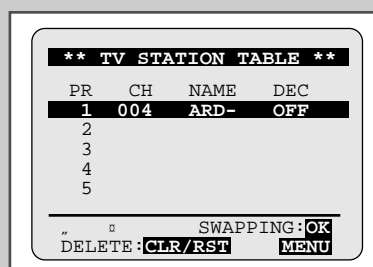 ** TV STATION TABLE **
PR CH NAME DEC
1 004 ARD- OFF
2
3
4
5
„ ¤ SWAPPING:OK
DELETE:CLR/RST MENU